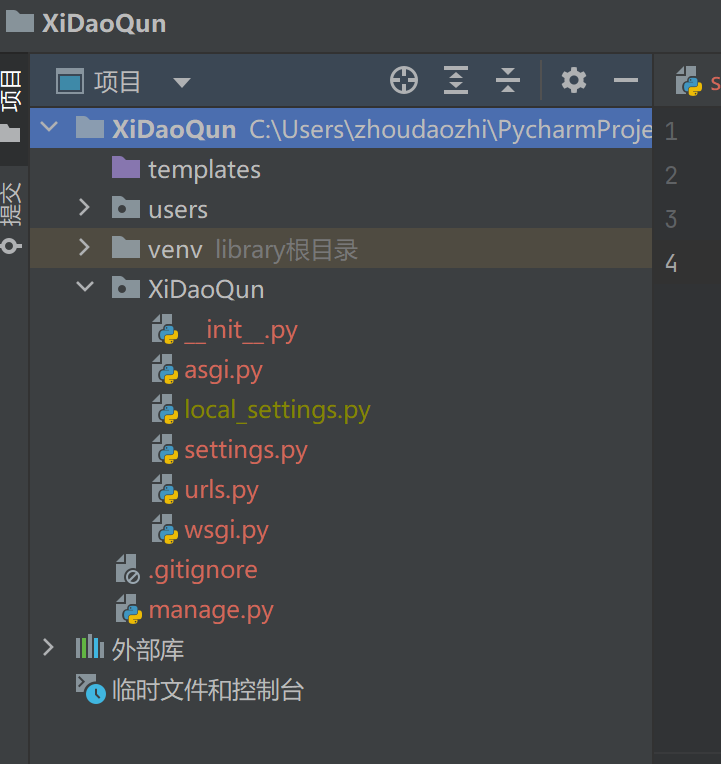 XiDaoQun
项目
项目
XiDaoQun C:\Users\zhoudaozhi\PycharmProje
templates
提交
users
venv library根目录
XiDaoQun
__init__.py
asgi.py
local_settings.py
settings.py
urls.py
wsgi.py
.gitignore
manage.py
外部库
临时文件和控制台
s
1
2
3
4